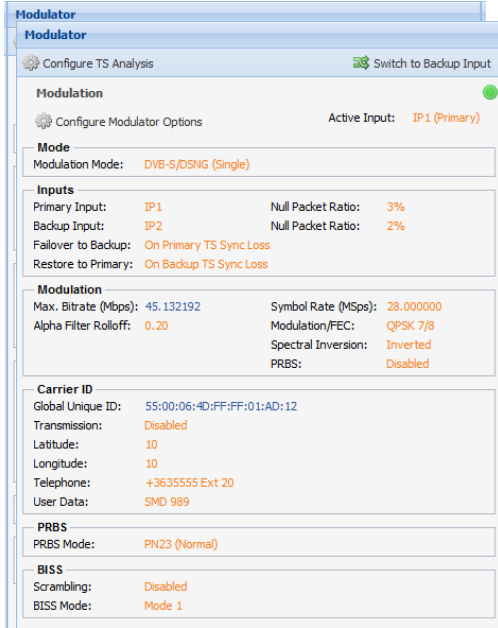 Modulator
Modulator
Configure TS Analysis Switch to Backup Input
Modulation
Configure Modulator Options Active Input: IP1 (Primary)
Mode
Modulation Mode: DVB-S/DSNG (Single)
Inputs
Primary Input: IP1 Null Packet Ratio: 3%
Backup Input: IP2 Null Packet Ratio: 2%
Failover to Backup: On Primary TS Sync Loss
Restore to Primary: On Backup TS Sync Loss
Modulation
Max. Bitrate (Mbps): 45.132192 Symbol Rate (MSps): 28.000000
Alpha Filter Rolloff: 0.20 Modulation/FEC: QPSK 7/8
Spectral Inversion: Inverted
PRBS: Disabled
Carrier ID
Global Unique ID: 55:00:06:4D:FF:FF:01:AD:12
Transmission: Disabled
Latitude: 10
Longitude: 10
Telephone: +3635555 Ext 20
User Data: SMD 989
PRBS
PRBS Mode: PN23 (Normal)
BISS
Scrambling: Disabled
BISS Mode: Mode 1